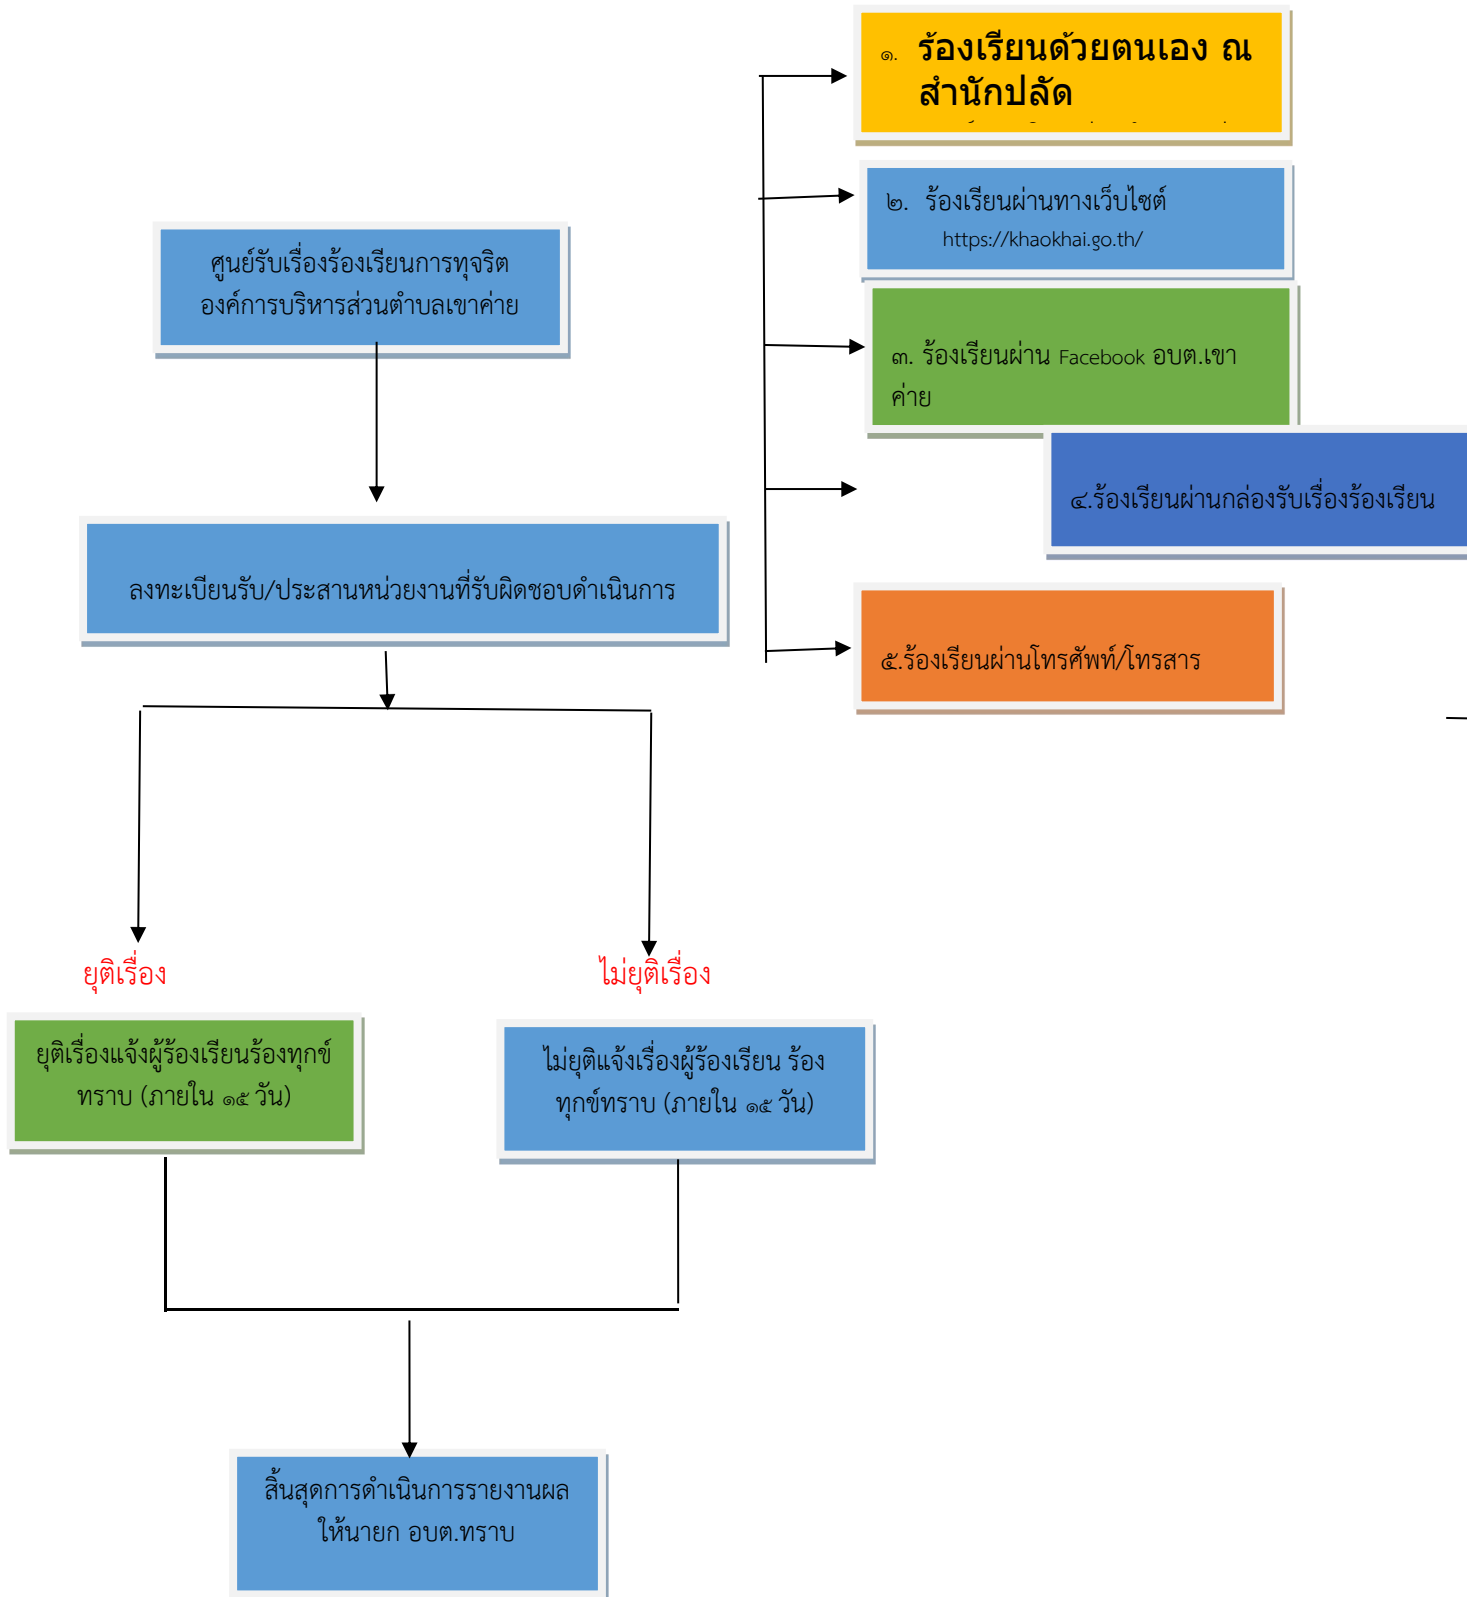 ๑. ร้องเรียนด้วยตนเอง ณ
สำนักปลัด
๒. ร้องเรียนผ่านทางเว็บไซต์
https://khaokhai.go.th/
ศูนย์รับเรื่องร้องเรียนการทุจริต
องค์การบริหารส่วนตำบลเขาค่าย
๓. ร้องเรียนผ่าน Facebook อบต.เขา
ค่าย
๔.ร้องเรียนผ่านกล่องรับเรื่องร้องเรียน
ลงทะเบียนรับ/ประสานหน่วยงานที่รับผิดชอบดำเนินการ
๕.ร้องเรียนผ่านโทรศัพท์/โทรสาร
ยุติเรื่อง
ไม่ยุติเรื่อง
ยุติเรื่องแจ้งผู้ร้องเรียนร้องทุกข์
ทราบ (ภายใน ๑๕ วัน)
ไม่ยุติแจ้งเรื่องผู้ร้องเรียน ร้อง
ทุกข์ทราบ (ภายใน ๑๕ วัน)
สิ้นสุดการดำเนินการรายงานผล
ให้นายก อบต.ทราบ